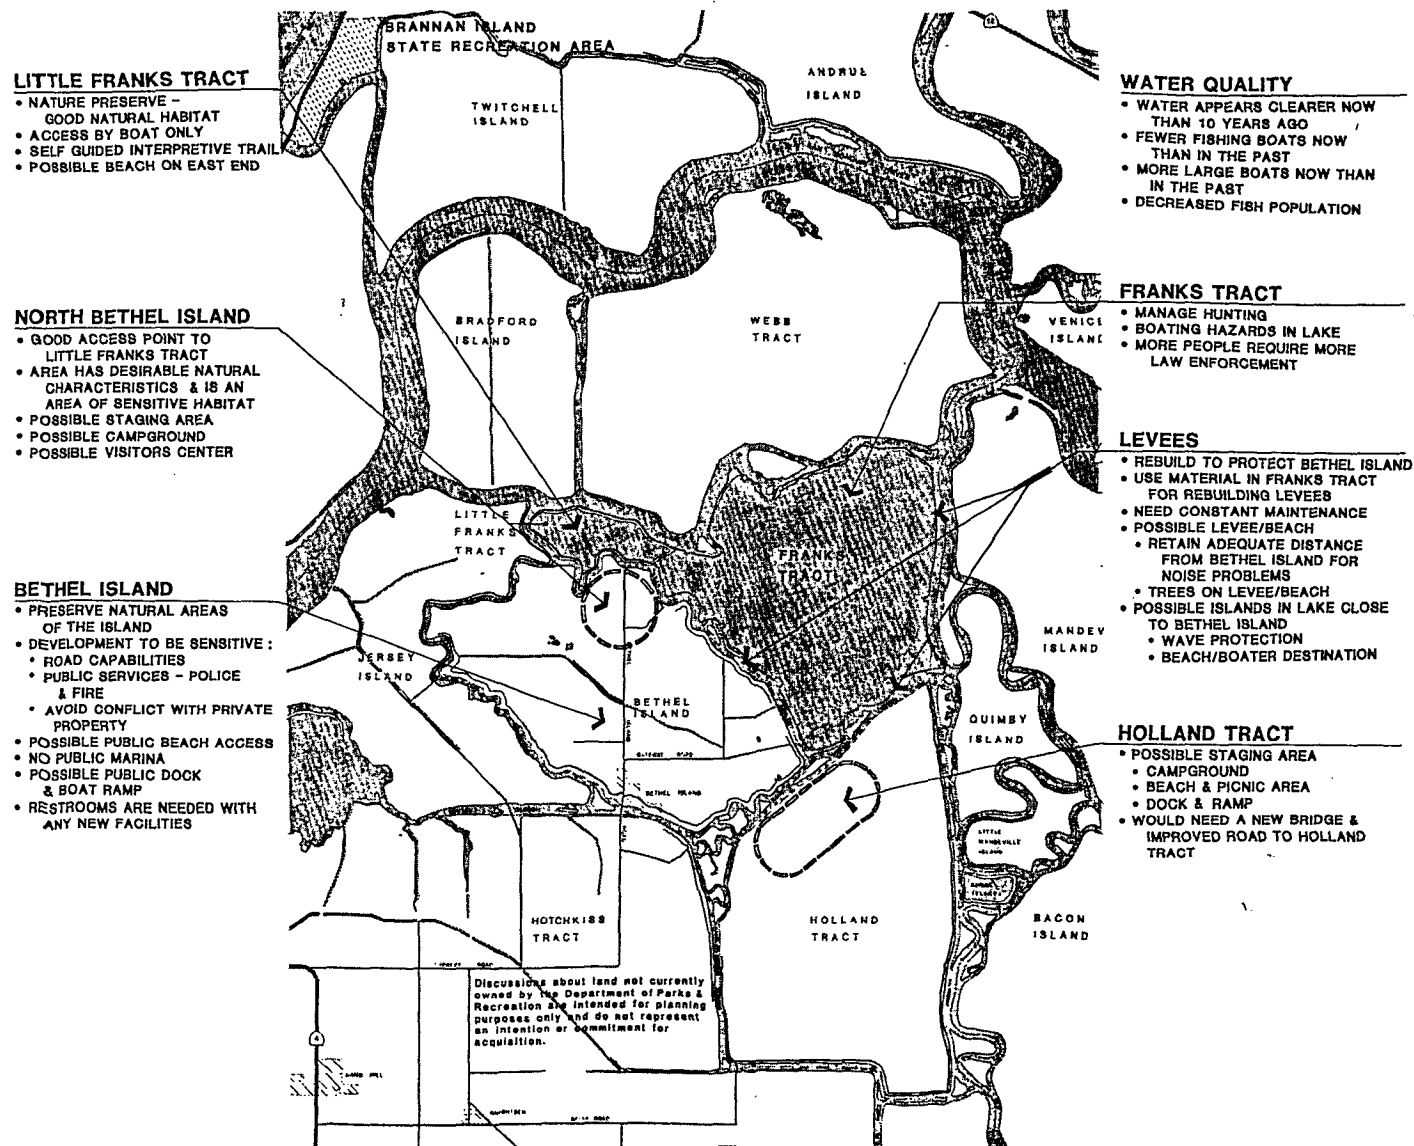 LITTLE FRANKS TRACT
• NATURE PRESERVE –
GOOD NATURAL HABITAT
• ACCESS BY BOAT ONLY
• SELF GUIDED INTERPRETIVE TRAIL
• POSSIBLE BEACH ON EAST END
NORTH BETHEL ISLAND
• GOOD ACCESS POINT TO
LITTLE FRANKS TRACT
• AREA HAS DESIRABLE NATURAL
CHARACTERISTICS & IS AN
AREA OF SENSITIVE HABITAT
• POSSIBLE STAGING AREA
• POSSIBLE CAMPGROUND
• POSSIBLE VISITORS CENTER
BETHEL ISLAND
• PRESERVE NATURAL AREAS
OF THE ISLAND
• DEVELOPMENT TO BE SENSITIVE :
• ROAD CAPABILITIES
• PUBLIC SERVICES – POLICE
& FIRE
• AVOID CONFLICT WITH PRIVATE
PROPERTY
• POSSIBLE PUBLIC BEACH ACCESS
• NO PUBLIC MARINA
• POSSIBLE PUBLIC DOCK
& BOAT RAMP
• RESTROOMS ARE NEEDED WITH
ANY NEW FACILITIES
BRANNAN ISLAND
STATE RECREATION AREA
TWITCHELL
ISLAND
ANDRUS
ISLAND
12
BRADFORD
ISLAND
WEBB
TRACT
VENICE
ISLAND
LITTLE
FRANKS
TRACT
FRANKS
TRACT
JERSEY
ISLAND
BETHEL
ISLAND
GATEWAY ROAD
BETHEL ISLAND
MANDEV
ISLAND
QUIMBY
ISLAND
LITTLE
MANDEVILLE
ISLAND
HOTCHKISS
TRACT
HOLLAND
TRACT
BACON
ISLAND
Discussions about land not currently
owned by the Department of Parks &
Recreation are intended for planning
purposes only and do not represent
an intention or commitment for
acquisition.
4
WATER QUALITY
• WATER APPEARS CLEARER NOW
THAN 10 YEARS AGO
• FEWER FISHING BOATS NOW
THAN IN THE PAST
• MORE LARGE BOATS NOW THAN
IN THE PAST
• DECREASED FISH POPULATION
FRANKS TRACT
• MANAGE HUNTING
• BOATING HAZARDS IN LAKE
• MORE PEOPLE REQUIRE MORE
LAW ENFORCEMENT
LEVEES
• REBUILD TO PROTECT BETHEL ISLAND
• USE MATERIAL IN FRANKS TRACT
FOR REBUILDING LEVEES
• NEED CONSTANT MAINTENANCE
• POSSIBLE LEVEE/BEACH
• RETAIN ADEQUATE DISTANCE
FROM BETHEL ISLAND FOR
NOISE PROBLEMS
• TREES ON LEVEE/BEACH
• POSSIBLE ISLANDS IN LAKE CLOSE
TO BETHEL ISLAND
• WAVE PROTECTION
• BEACH/BOATER DESTINATION
HOLLAND TRACT
• POSSIBLE STAGING AREA
• CAMPGROUND
• BEACH & PICNIC AREA
• DOCK & RAMP
• WOULD NEED A NEW BRIDGE &
IMPROVED ROAD TO HOLLAND
TRACT